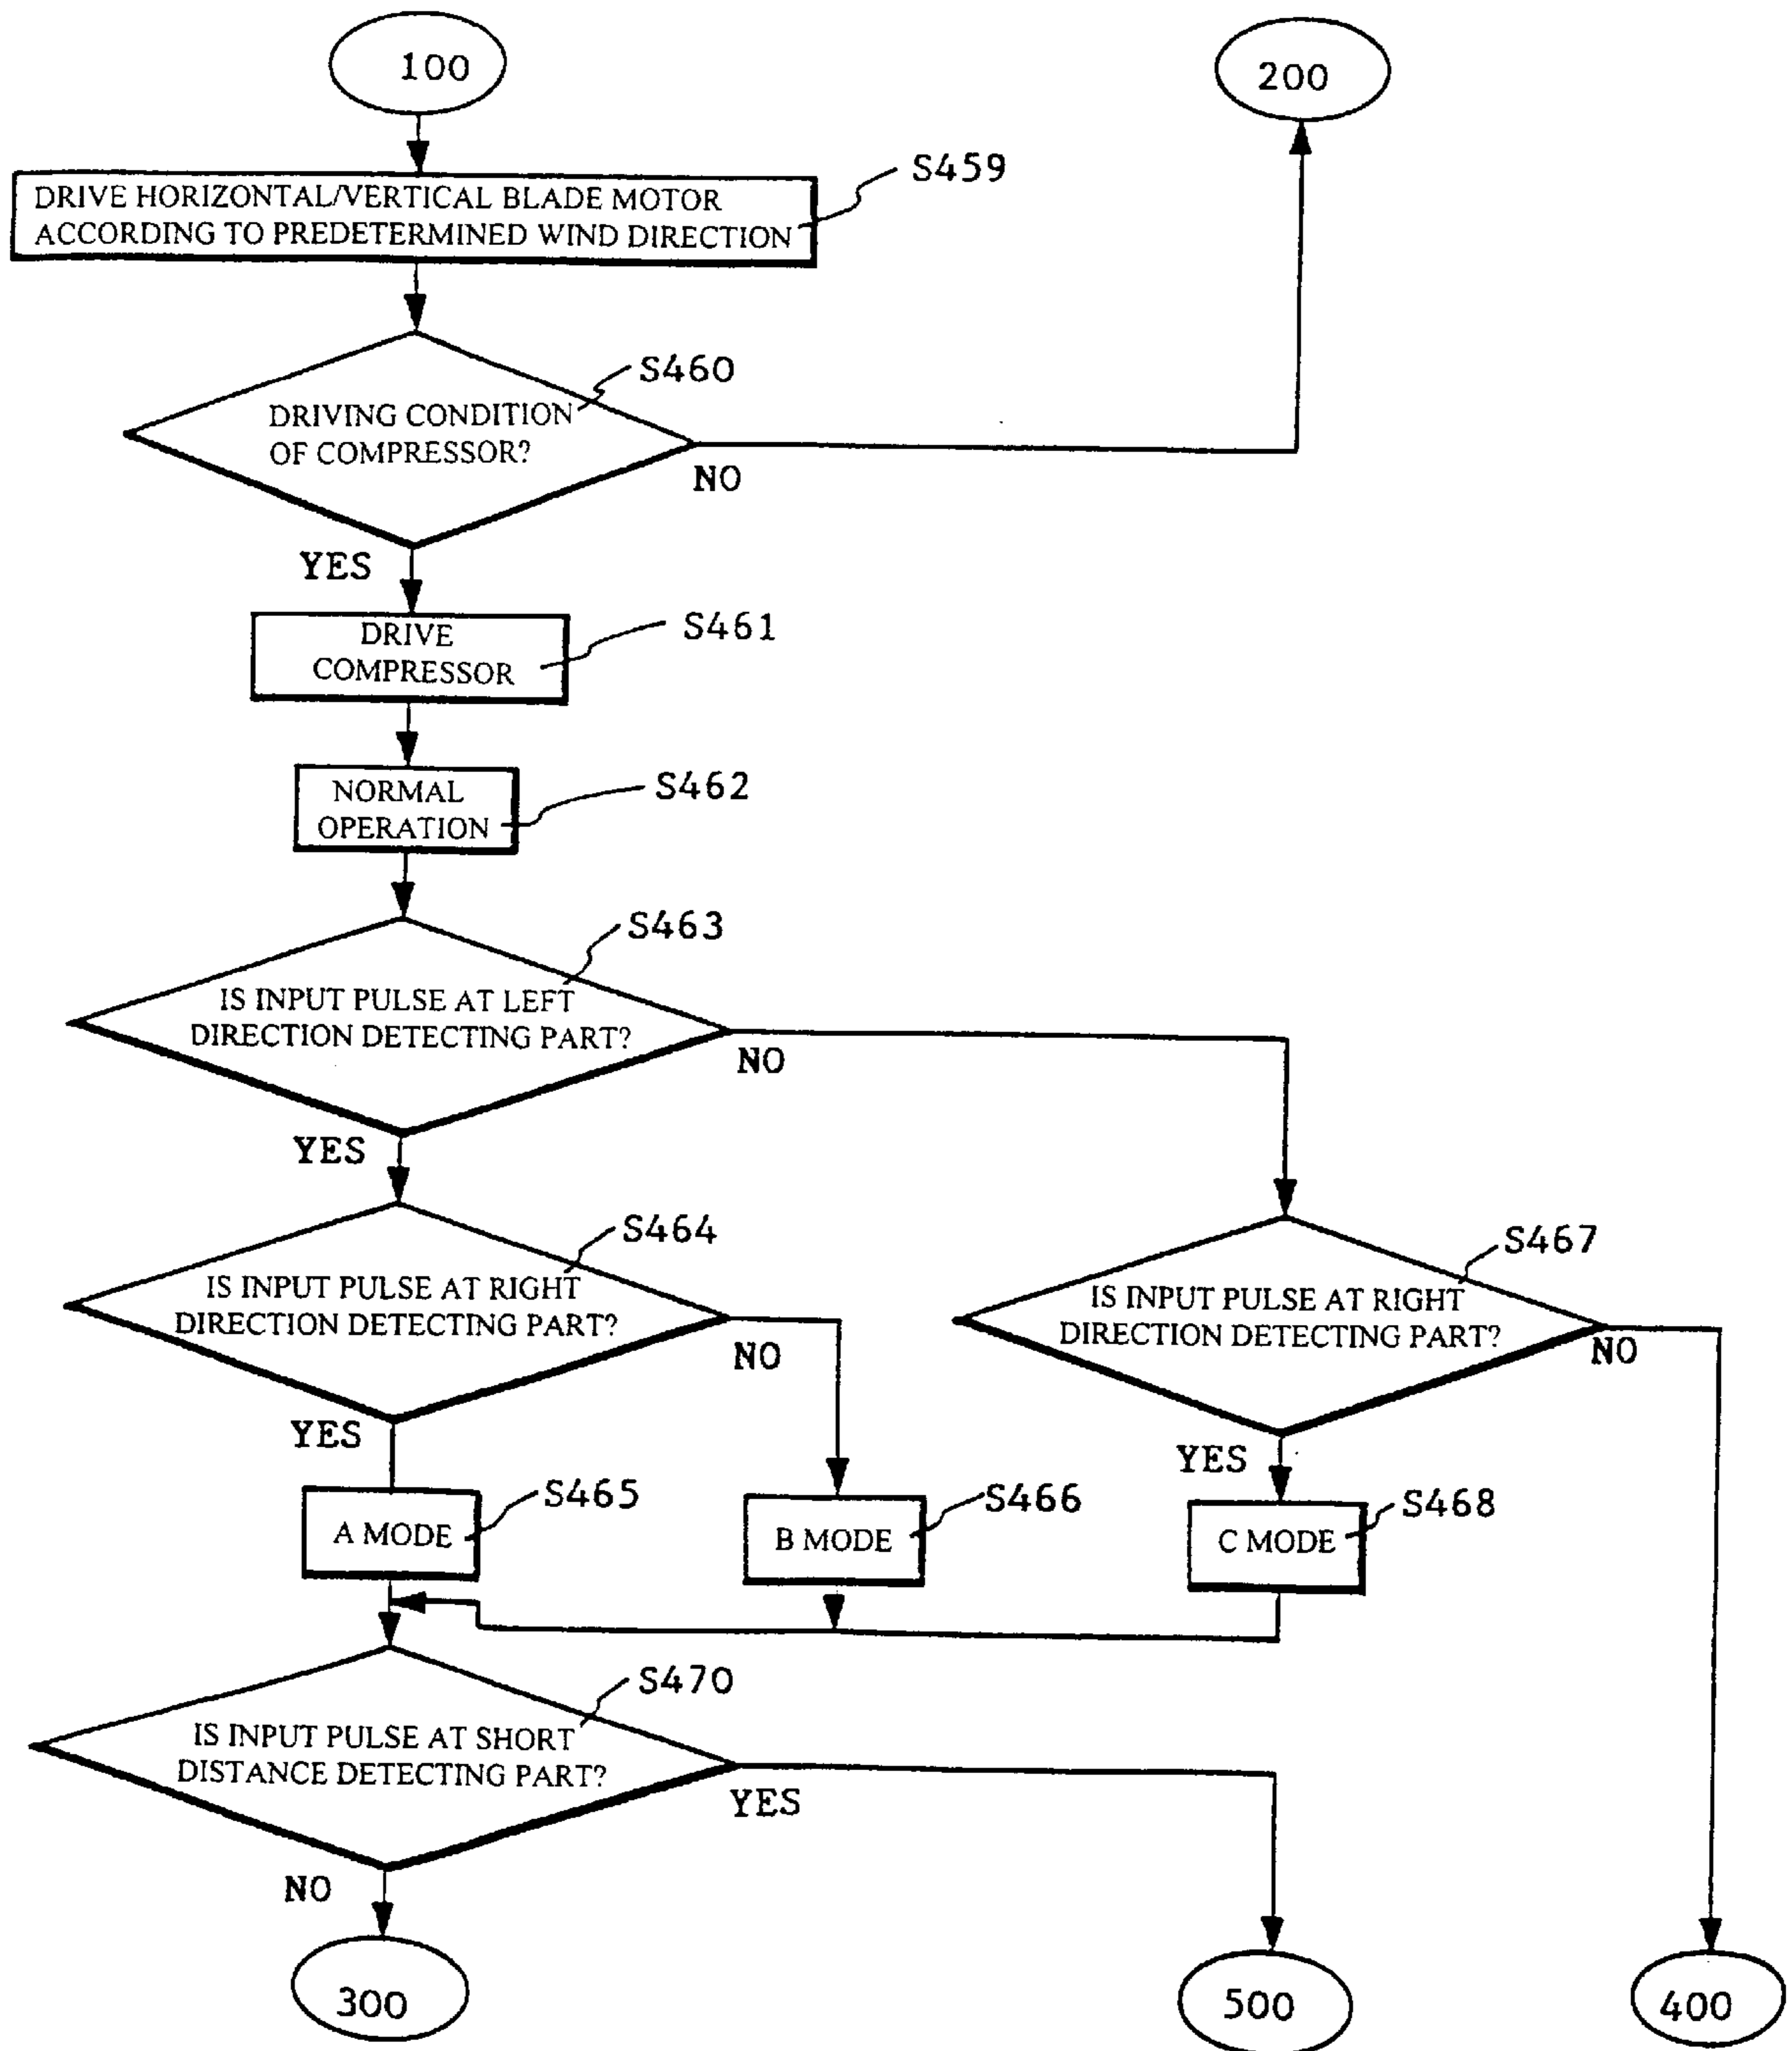 100
200
S459
DRIVE HORIZONTAL/VERTICAL BLADE MOTOR
ACCORDING TO PREDETERMINED WIND DIRECTION
S460
DRIVING CONDITION
OF COMPRESSOR?
NO
YES
S461
DRIVE
COMPRESSOR
S462
NORMAL
OPERATION
S463
IS INPUT PULSE AT LEFT
DIRECTION DETECTING PART?
NO
YES
S464
IS INPUT PULSE AT RIGHT
DIRECTION DETECTING PART?
NO
YES
S467
IS INPUT PULSE AT RIGHT
DIRECTION DETECTING PART?
NO
YES
S465
A MODE
S466
B MODE
S468
C MODE
S470
IS INPUT PULSE AT SHORT
DISTANCE DETECTING PART?
YES
NO
300
500
400